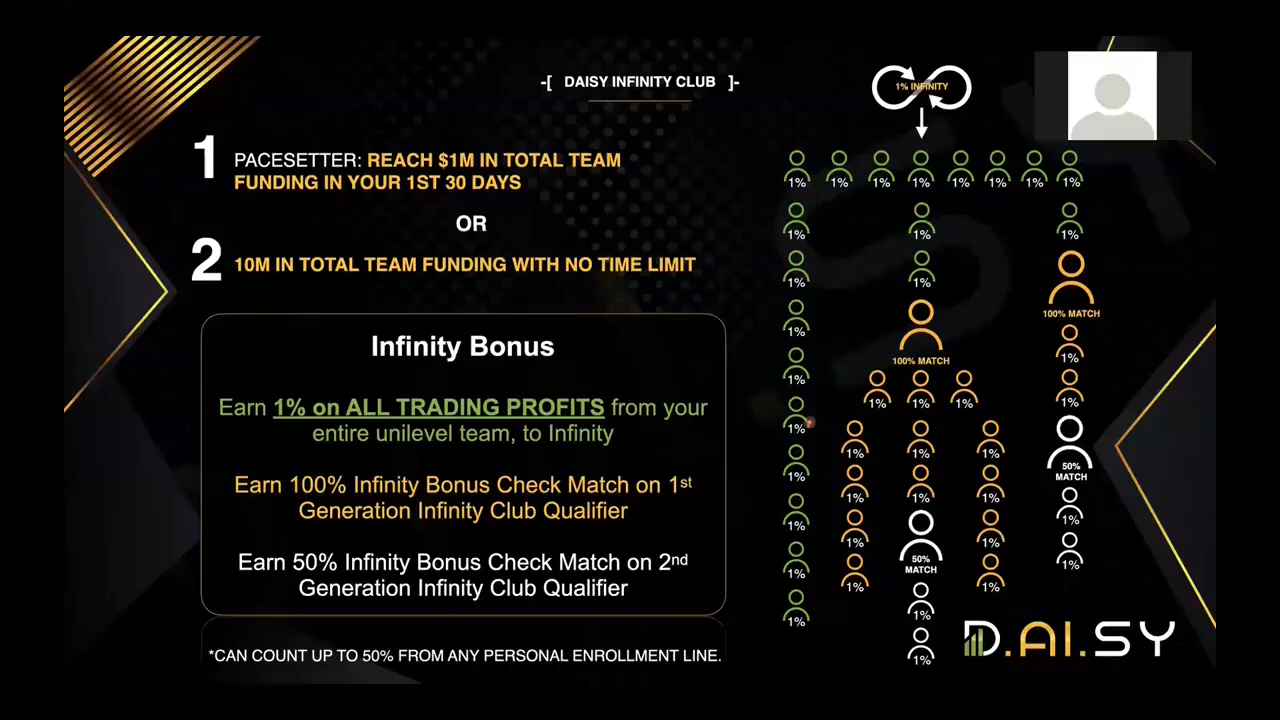 -[ DAISY INFINITY CLUB ]-
1% INFINITY
1 PACESETTER: REACH $1M IN TOTAL TEAM
FUNDING IN YOUR 1ST 30 DAYS
OR
2 10M IN TOTAL TEAM FUNDING WITH NO TIME LIMIT
Infinity Bonus
Earn 1% on ALL TRADING PROFITS from your
entire unilevel team, to Infinity
Earn 100% Infinity Bonus Check Match on 1st
Generation Infinity Club Qualifier
Earn 50% Infinity Bonus Check Match on 2nd
Generation Infinity Club Qualifier
*CAN COUNT UP TO 50% FROM ANY PERSONAL ENROLLMENT LINE.
1% 1% 1% 1% 1% 1% 1% 1%
1% 1% 1%
1% 1%
100% MATCH
1%
1%
100% MATCH
1%
1% 1% 1% 1%
1%
1% 1% 1% 1%
50%
MATCH
1% 1% 1% 1%
1% 1% 1%
1%
50%
MATCH
1%
1% 1% 1%
1% 1%
1%
D.AI.SY